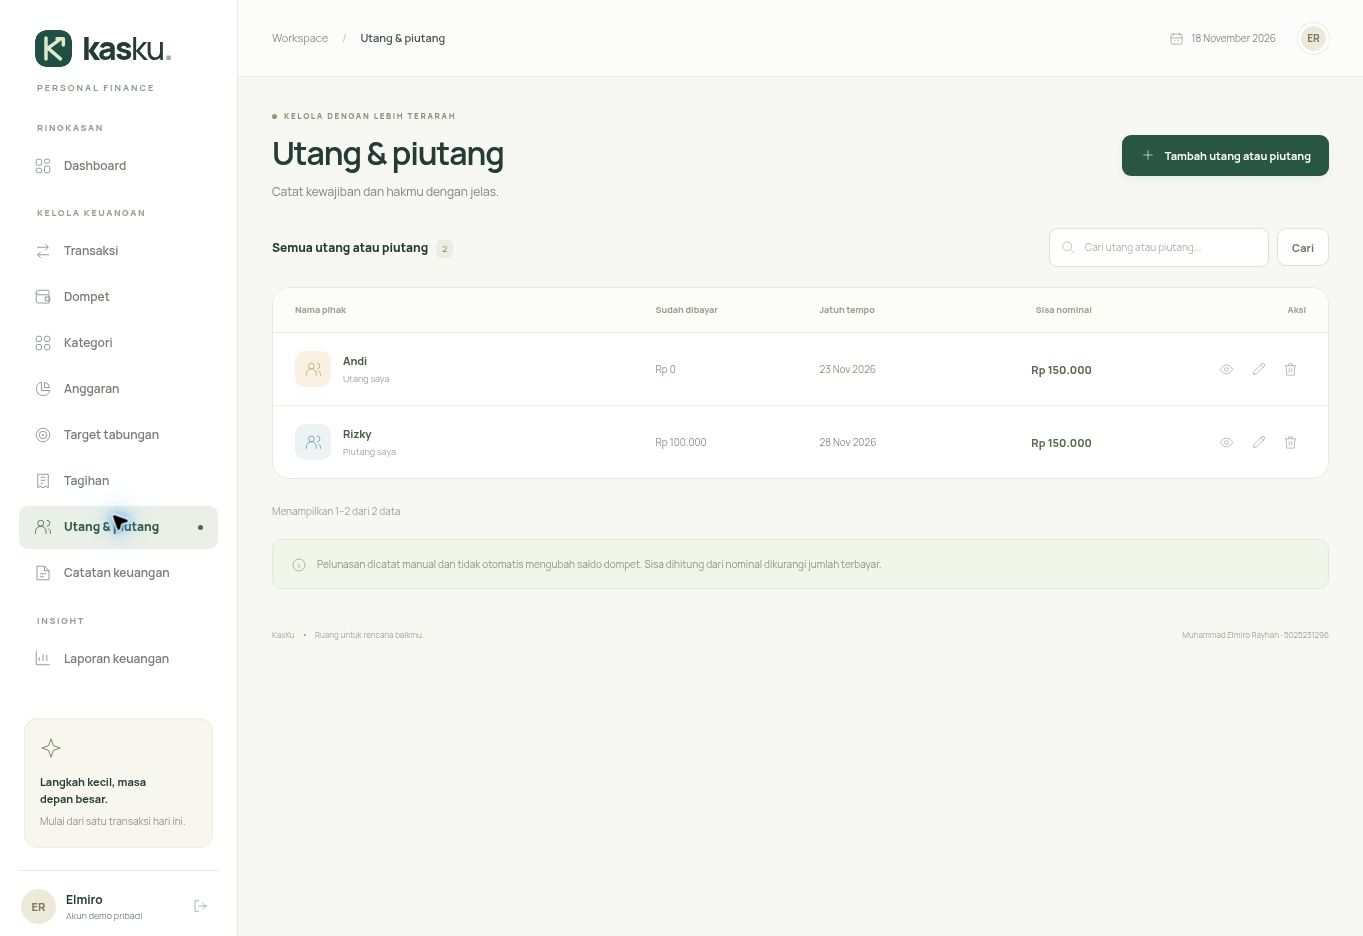 kasku.
PERSONAL FINANCE
RINGKASAN
Dashboard
KELOLA KEUANGAN
Transaksi
Dompet
Kategori
Anggaran
Target tabungan
Tagihan
Utang & piutang
Catatan keuangan
INSIGHT
Laporan keuangan
Langkah kecil, masa
depan besar.
Mulai dari satu transaksi hari ini.
ER
Elmiro
Akun demo pribadi
Workspace / Utang & piutang
18 November 2026
ER
KELOLA DENGAN LEBIH TERARAH
Utang & piutang
Catat kewajiban dan hakmu dengan jelas.
Tambah utang atau piutang
Semua utang atau piutang 2
Cari utang atau piutang...
Cari
Nama pihak Sudah dibayar Jatuh tempo Sisa nominal Aksi
Andi
Utang saya
Rp 0 23 Nov 2026 Rp 150.000
Rizky
Piutang saya
Rp 100.000 28 Nov 2026 Rp 150.000
Menampilkan 1–2 dari 2 data
Pelunasan dicatat manual dan tidak otomatis mengubah saldo dompet. Sisa dihitung dari nominal dikurangi jumlah terbayar.
KasKu • Ruang untuk rencana baikmu.
Muhammad Elmiro Rayhan · 5025231296